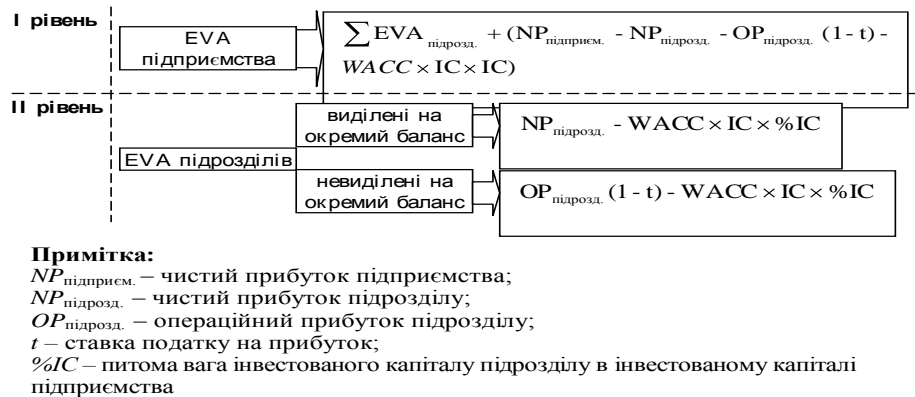 I рівень
EVA
підприємства
∑ EVA підрозд. + (NP підприєм. - NP підрозд. - OP підрозд. (1 - t) -
WACC × IC × IC)
II рівень
виділені на
окремий баланс
NP підрозд. - WACC × IC × %IC
EVA підрозділів
невиділені на
окремий баланс
OP підрозд. (1 - t) - WACC × IC × %IC
Примітка:
NP підприєм. – чистий прибуток підприємства;
NP підрозд. – чистий прибуток підрозділу;
OP підрозд. – операційний прибуток підрозділу;
t – ставка податку на прибуток;
%IC – питома вага інвестованого капіталу підрозділу в інвестованому капіталі
підприємства